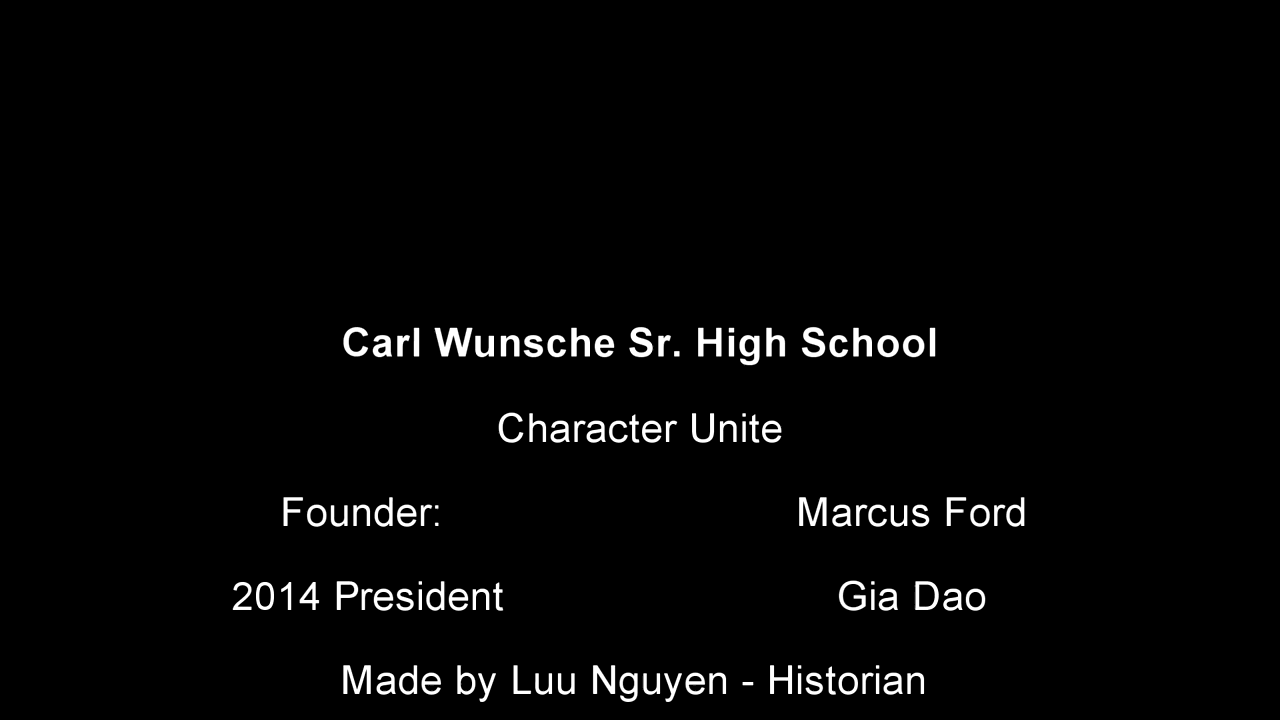 Carl Wunsche Sr. High School
Character Unite
Founder: Marcus Ford
2014 President Gia Dao
Made by Luu Nguyen - Historian